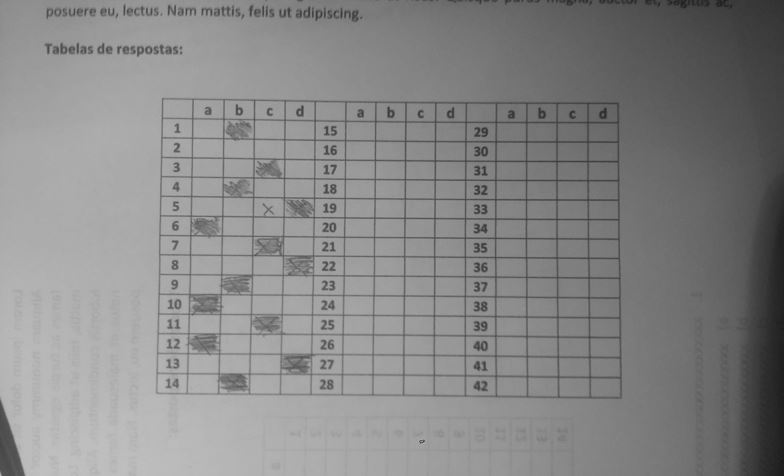 posuere eu, lectus. Nam mattis, felis ut adipiscing.
Tabelas de respostas:
a b c d a b c d a b c d
1 15 29
2 16 30
3 17 31
4 18 32
5 × 19 33
6 20 34
7 21 35
8 22 36
9 23 37
10 24 38
11 25 39
12 26 40
13 27 41
14 28 42